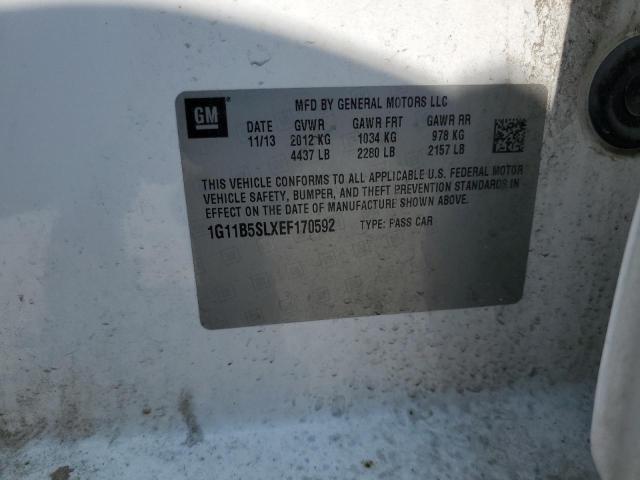 MFD BY GENERAL MOTORS LLC
GM
DATE GVWR GAWR FRT GAWR RR
11/13 2012 KG 1034 KG 978 KG
4437 LB 2280 LB 2157 LB
THIS VEHICLE CONFORMS TO ALL APPLICABLE U.S. FEDERAL MOTOR
VEHICLE SAFETY, BUMPER, AND THEFT PREVENTION STANDARDS IN
EFFECT ON THE DATE OF MANUFACTURE SHOWN ABOVE.
1G11B5SLXEF170592 TYPE: PASS CAR